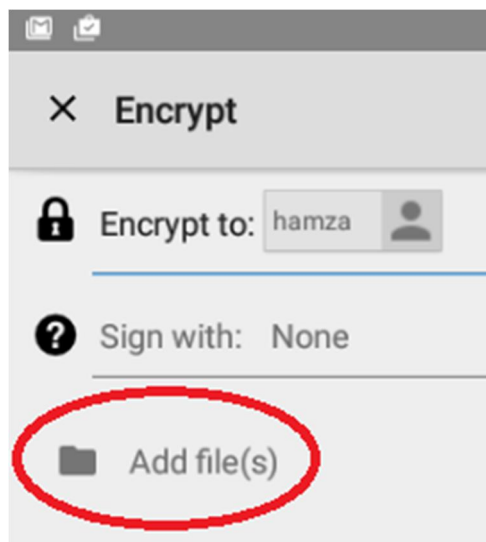 Encrypt
Encrypt to: hamza
Sign with: None
Add file(s)